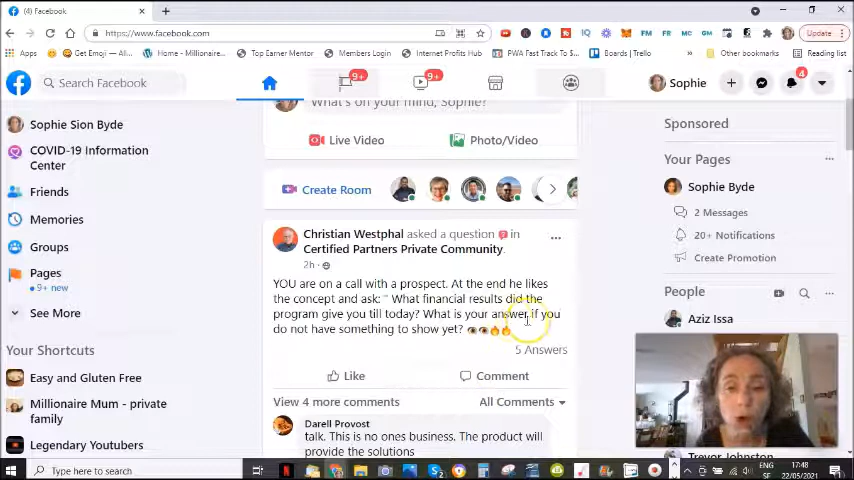 (4) Facebook
https://www.facebook.com
Update
Apps
Get Emoji — All...
Home - Millionaire...
Top Earner Mentor
Members Login
Internet Profits Hub
PWA Fast Track To $...
Boards | Trello
Other bookmarks
Reading list
Search Facebook
9+
9+
Sophie
4
Sophie Sion Byde
COVID-19 Information
Center
Friends
Memories
Groups
Pages
9+ new
See More
Your Shortcuts
Easy and Gluten Free
Millionaire Mum - private
family
Legendary Youtubers
What's on your mind, Sophie?
Live Video
Photo/Video
Create Room
Christian Westphal asked a question in
Certified Partners Private Community.
2h ·
YOU are on a call with a prospect. At the end he likes
the concept and ask: " What financial results did the
program give you till today? What is your answer if you
do not have something to show yet? 👀👀🔥🔥
5 Answers
Like
Comment
View 4 more comments
All Comments
Darell Provost
talk. This is no ones business. The product will
provide the solutions
Sponsored
Your Pages
Sophie Byde
2 Messages
20+ Notifications
Create Promotion
People
Aziz Issa
Trevor Johnston
Type here to search
ENG
SF
17:48
22/05/2021